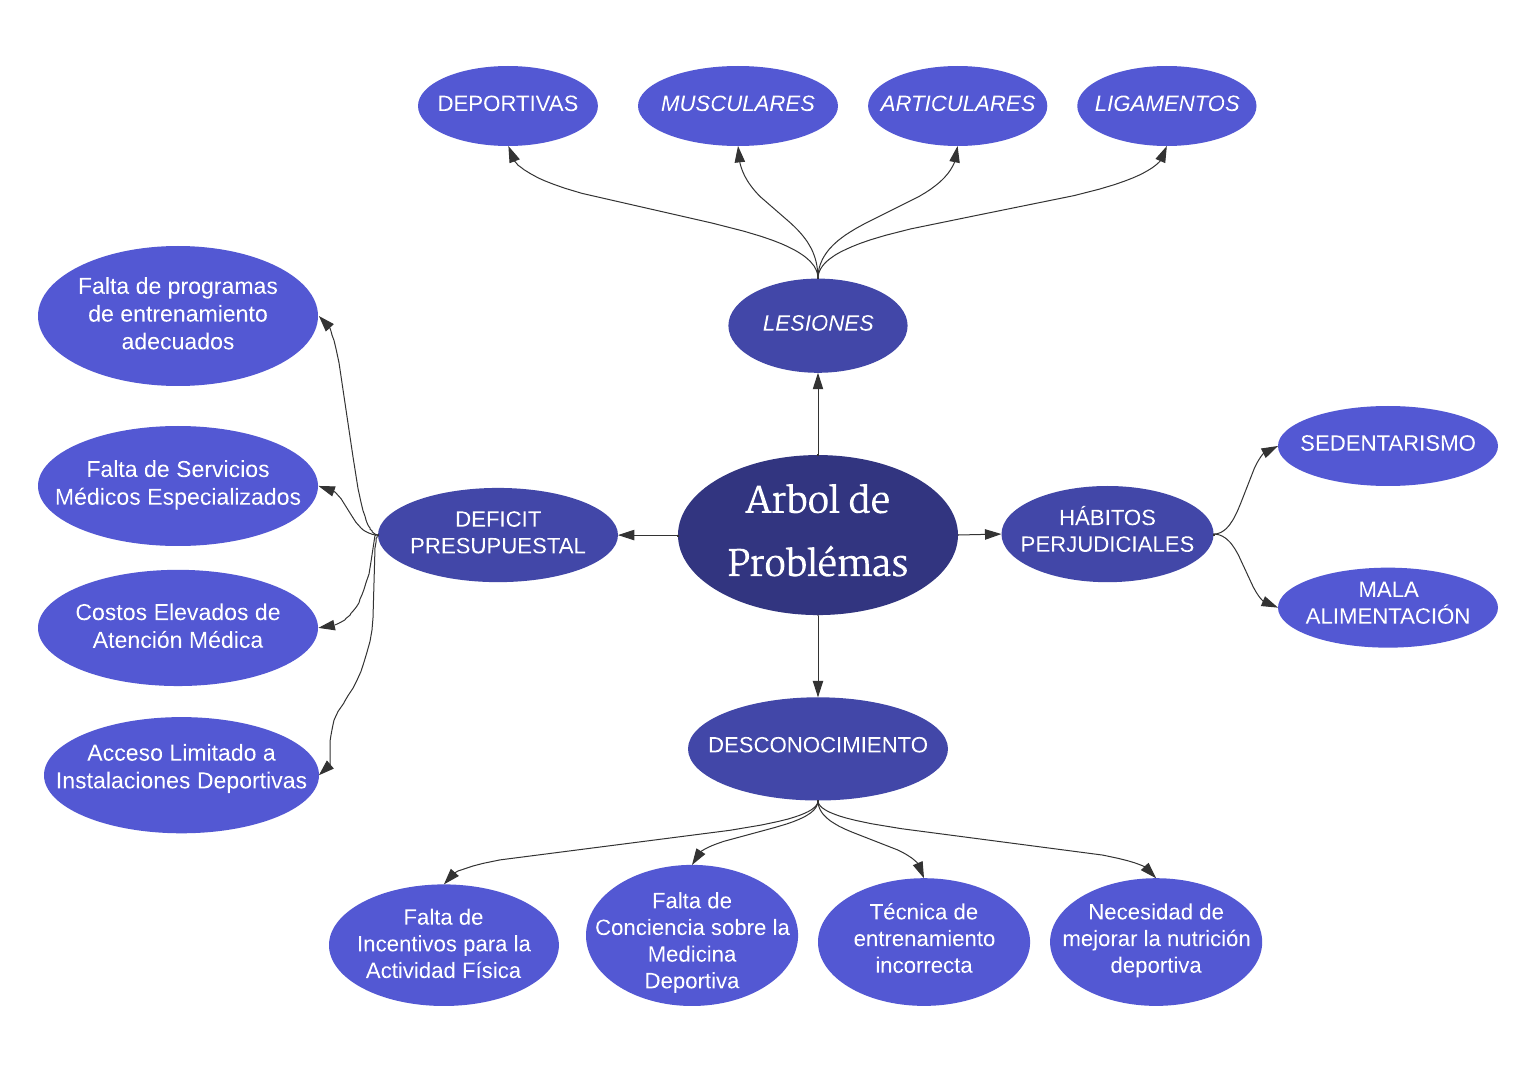 DEPORTIVAS
MUSCULARES
ARTICULARES
LIGAMENTOS
LESIONES
Falta de programas
de entrenamiento
adecuados
Falta de Servicios
Médicos Especializados
Costos Elevados de
Atención Médica
Acceso Limitado a
Instalaciones Deportivas
DEFICIT
PRESUPUESTAL
Arbol de
Problémas
HÁBITOS
PERJUDICIALES
SEDENTARISMO
MALA
ALIMENTACIÓN
DESCONOCIMIENTO
Falta de
Incentivos para la
Actividad Física
Falta de
Conciencia sobre la
Medicina
Deportiva
Técnica de
entrenamiento
incorrecta
Necesidad de
mejorar la nutrición
deportiva